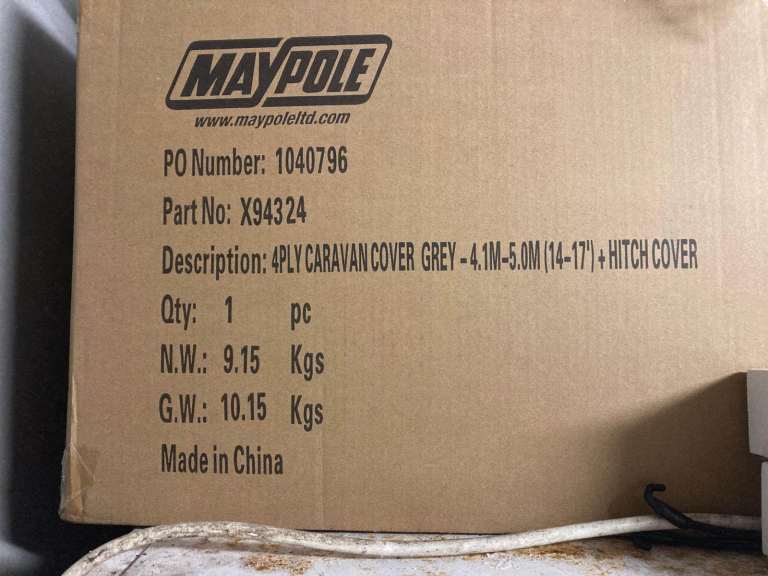 MAYPOLE
www.maypoleltd.com
PO Number: 1040796
Part No: X94324
Description: 4PLY CARAVAN COVER GREY - 4.1M-5.0M (14-17') + HITCH COVER
Qty: 1 pc
N.W.: 9.15 Kgs
G.W.: 10.15 Kgs
Made in China